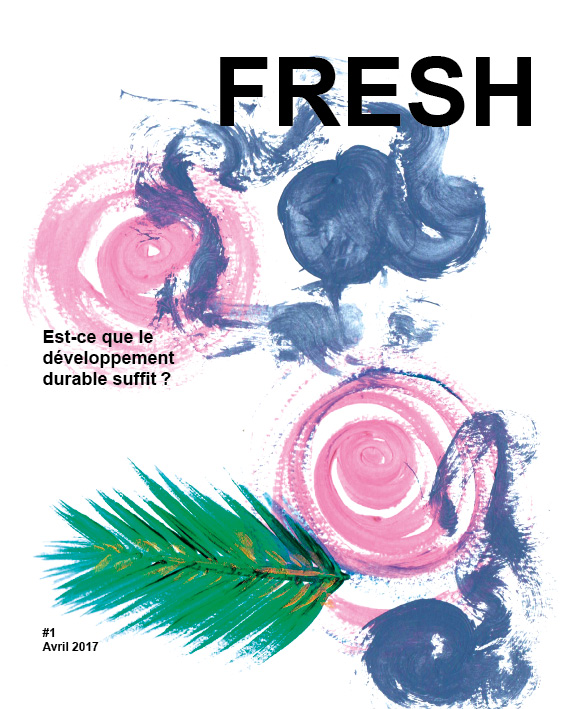 FRESH
Est-ce que le
développement
durable suffit ?
#1
Avril 2017